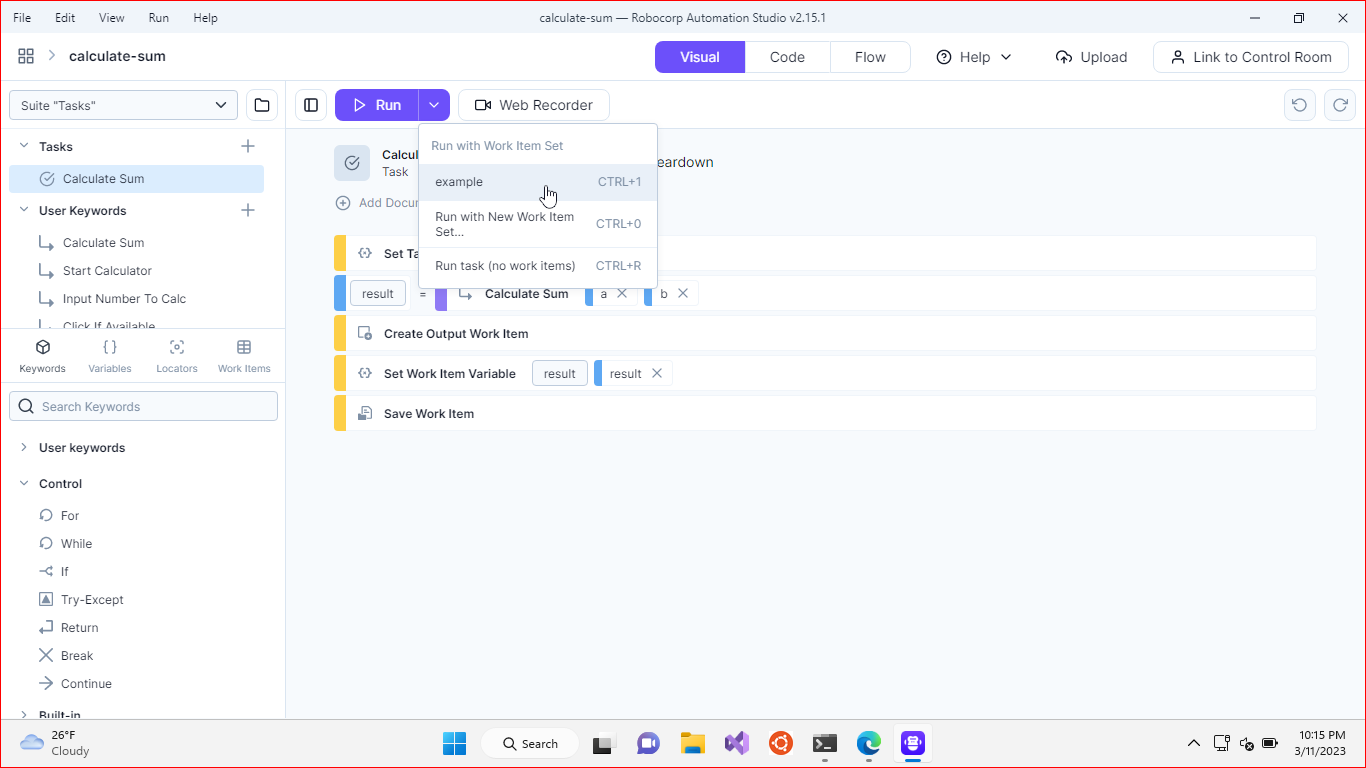 File Edit View Run Help calculate-sum — Robocorp Automation Studio v2.15.1
calculate-sum Visual Code Flow Help Upload Link to Control Room
Suite "Tasks" Run Web Recorder
Tasks
Calculate Sum
User Keywords
Calculate Sum
Start Calculator
Input Number To Calc
Click If Available
Keywords Variables Locators Work Items
Search Keywords
User keywords
Control
For
While
If
Try-Except
Return
Break
Continue
Built-in
Run with Work Item Set
example CTRL+1
Run with New Work Item
Set... CTRL+0
Run task (no work items) CTRL+R
Calcul
Task
eardown
Add Docu
Set Ta
result = Calculate Sum a b
Create Output Work Item
Set Work Item Variable result result
Save Work Item
26°F
Cloudy
Search
10:15 PM
3/11/2023